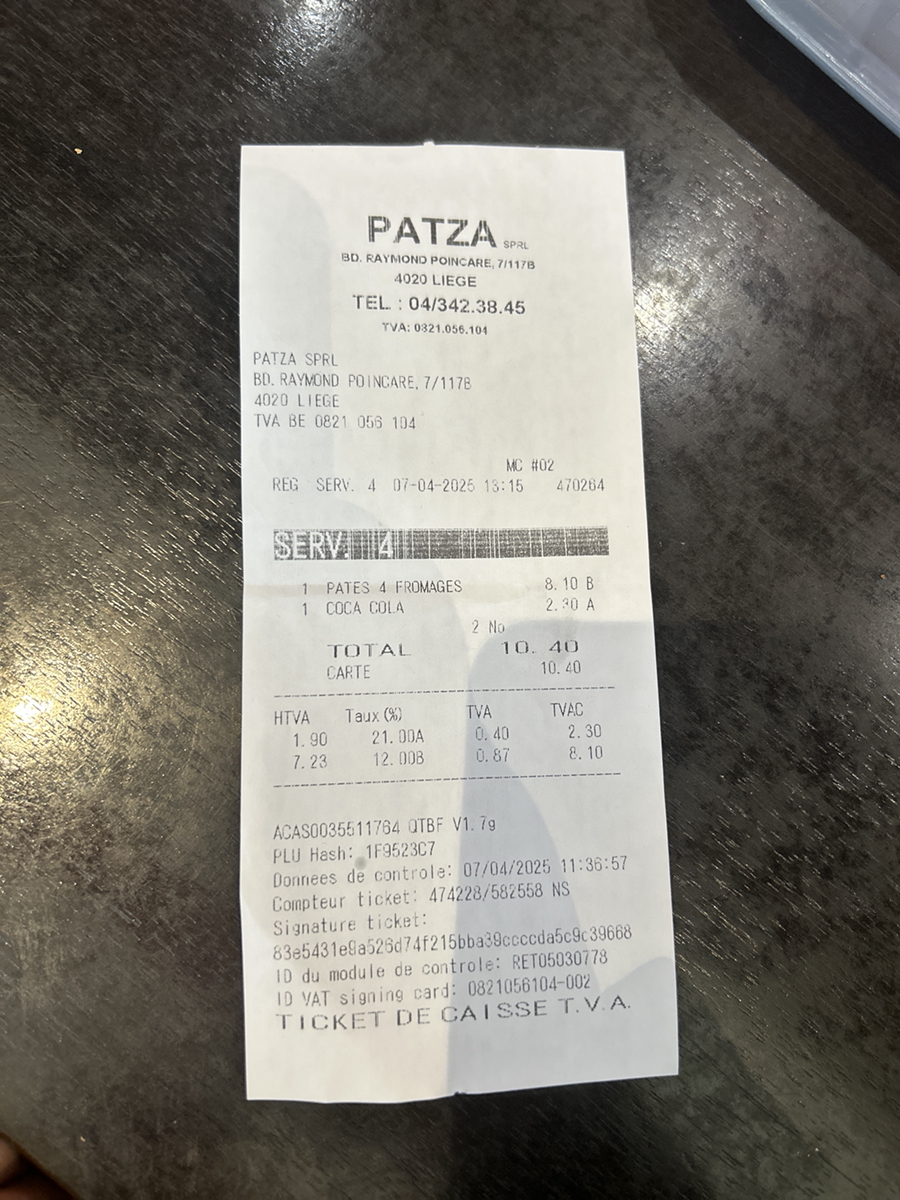 PATZA SPRL
BD. RAYMOND POINCARE, 7/117B
4020 LIEGE
TEL. : 04/342.38.45
TVA: 0821.056.104
PATZA SPRL
BD. RAYMOND POINCARE, 7/117B
4020 LIEGE
TVA BE 0821 056 104
MC #02
REG SERV. 4 07-04-2025 13:15 470264
SERV. 4
1 PATES 4 FROMAGES 8.10 B
1 COCA COLA 2.30 A
2 No
TOTAL 10.40
CARTE 10.40
HTVA Taux(%) TVA TVAC
1.90 21.00A 0.40 2.30
7.23 12.00B 0.87 8.10
ACAS0035511764 QTBF V1.7g
PLU Hash: 1F9523C7
Donnees de controle: 07/04/2025 11:36:57
Compteur ticket: 474228/582558 NS
Signature ticket:
83e5431e9a526d74f215bba39ccccda5c9c39668
ID du module de controle: RET05030778
ID VAT signing card: 0821056104-002
TICKET DE CAISSE T.V.A.